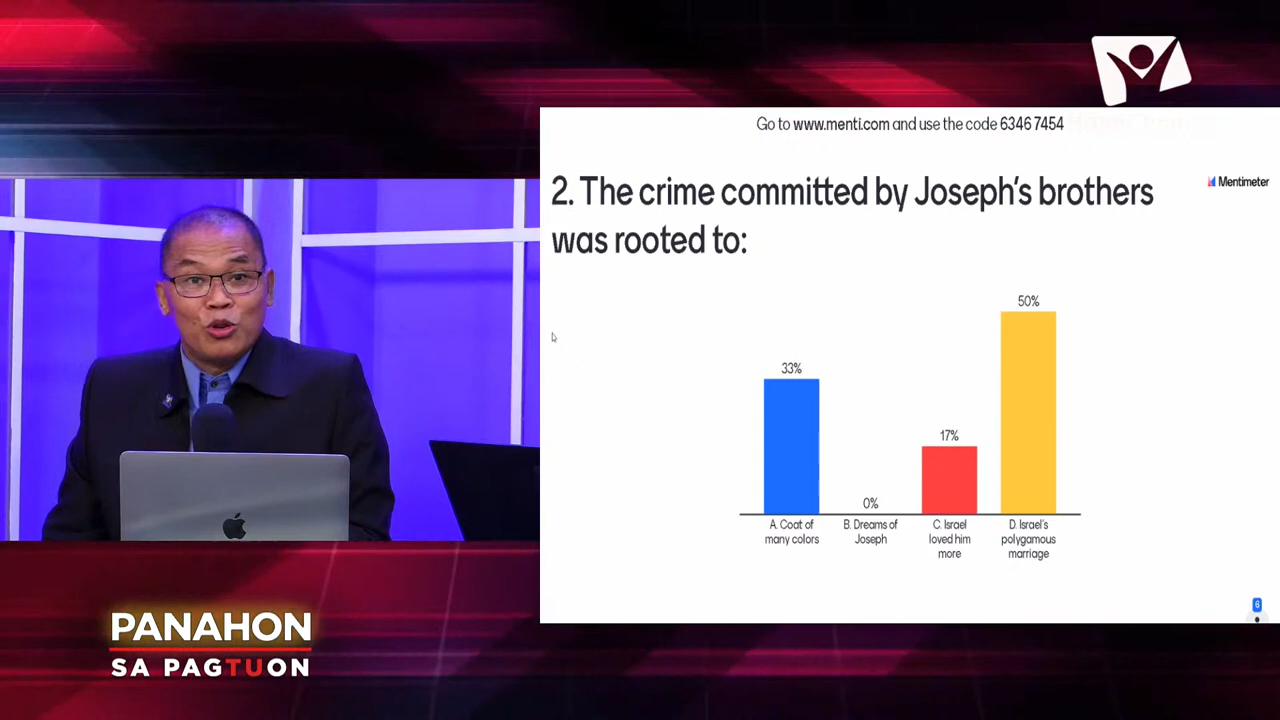 Go to www.menti.com and use the code 6346 7454
2. The crime committed by Joseph's brothers
was rooted to:
Mentimeter
33%
0%
17%
50%
A. Coat of
many colors
B. Dreams of
Joseph
C. Israel
loved him
more
D. Israel's
polygamous
marriage
6
PANAHON
SA PAGTUON